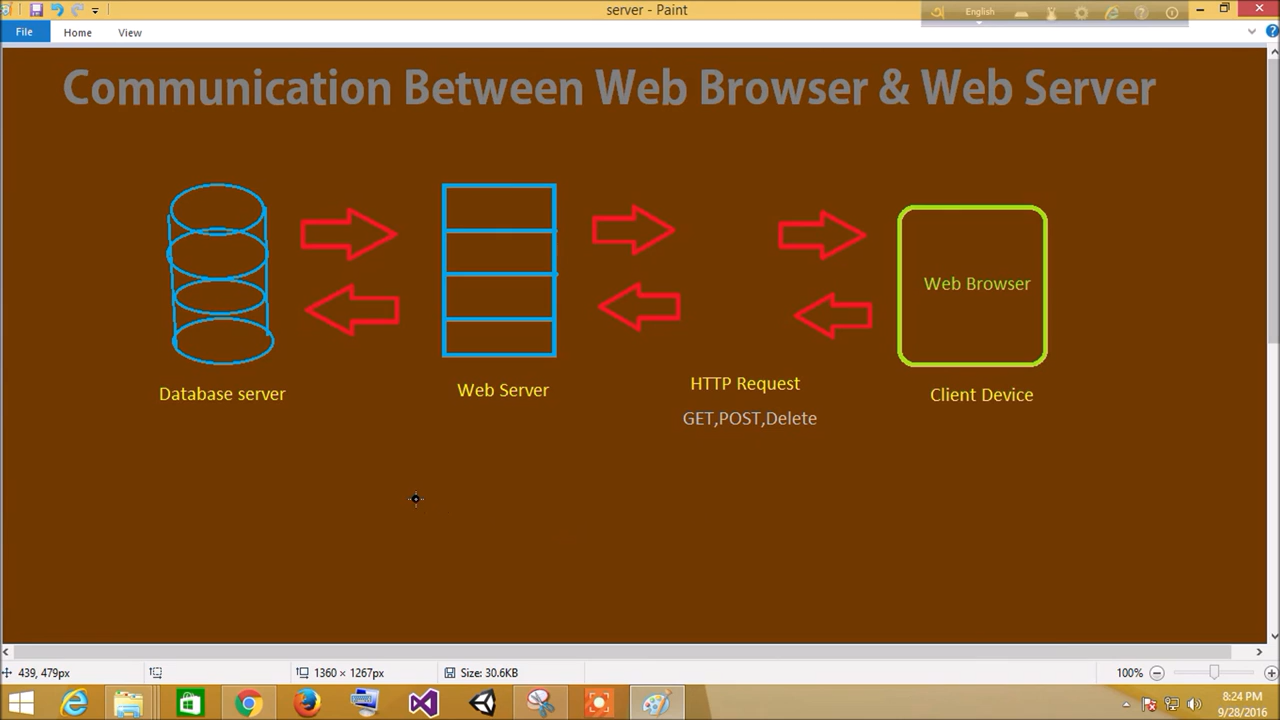 server - Paint
English
File
Home
View
Communication Between Web Browser & Web Server
Web Browser
Database server
Web Server
HTTP Request
Client Device
GET,POST,Delete
439, 479px
1360 × 1267px
Size: 30.6KB
100%
8:24 PM
9/28/2016